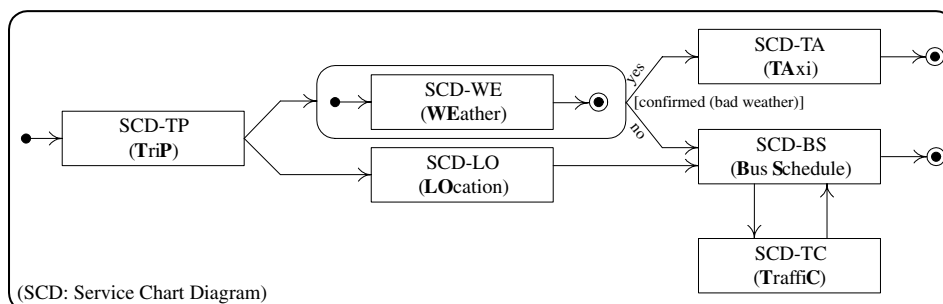 SCD-TA
(TAxi)
yes
SCD-WE
(WEather)
[confirmed (bad weather)]
SCD-TP
(TriP)
no
SCD-BS
(Bus Schedule)
SCD-LO
(LOcation)
SCD-TC
(TraffiC)
(SCD: Service Chart Diagram)